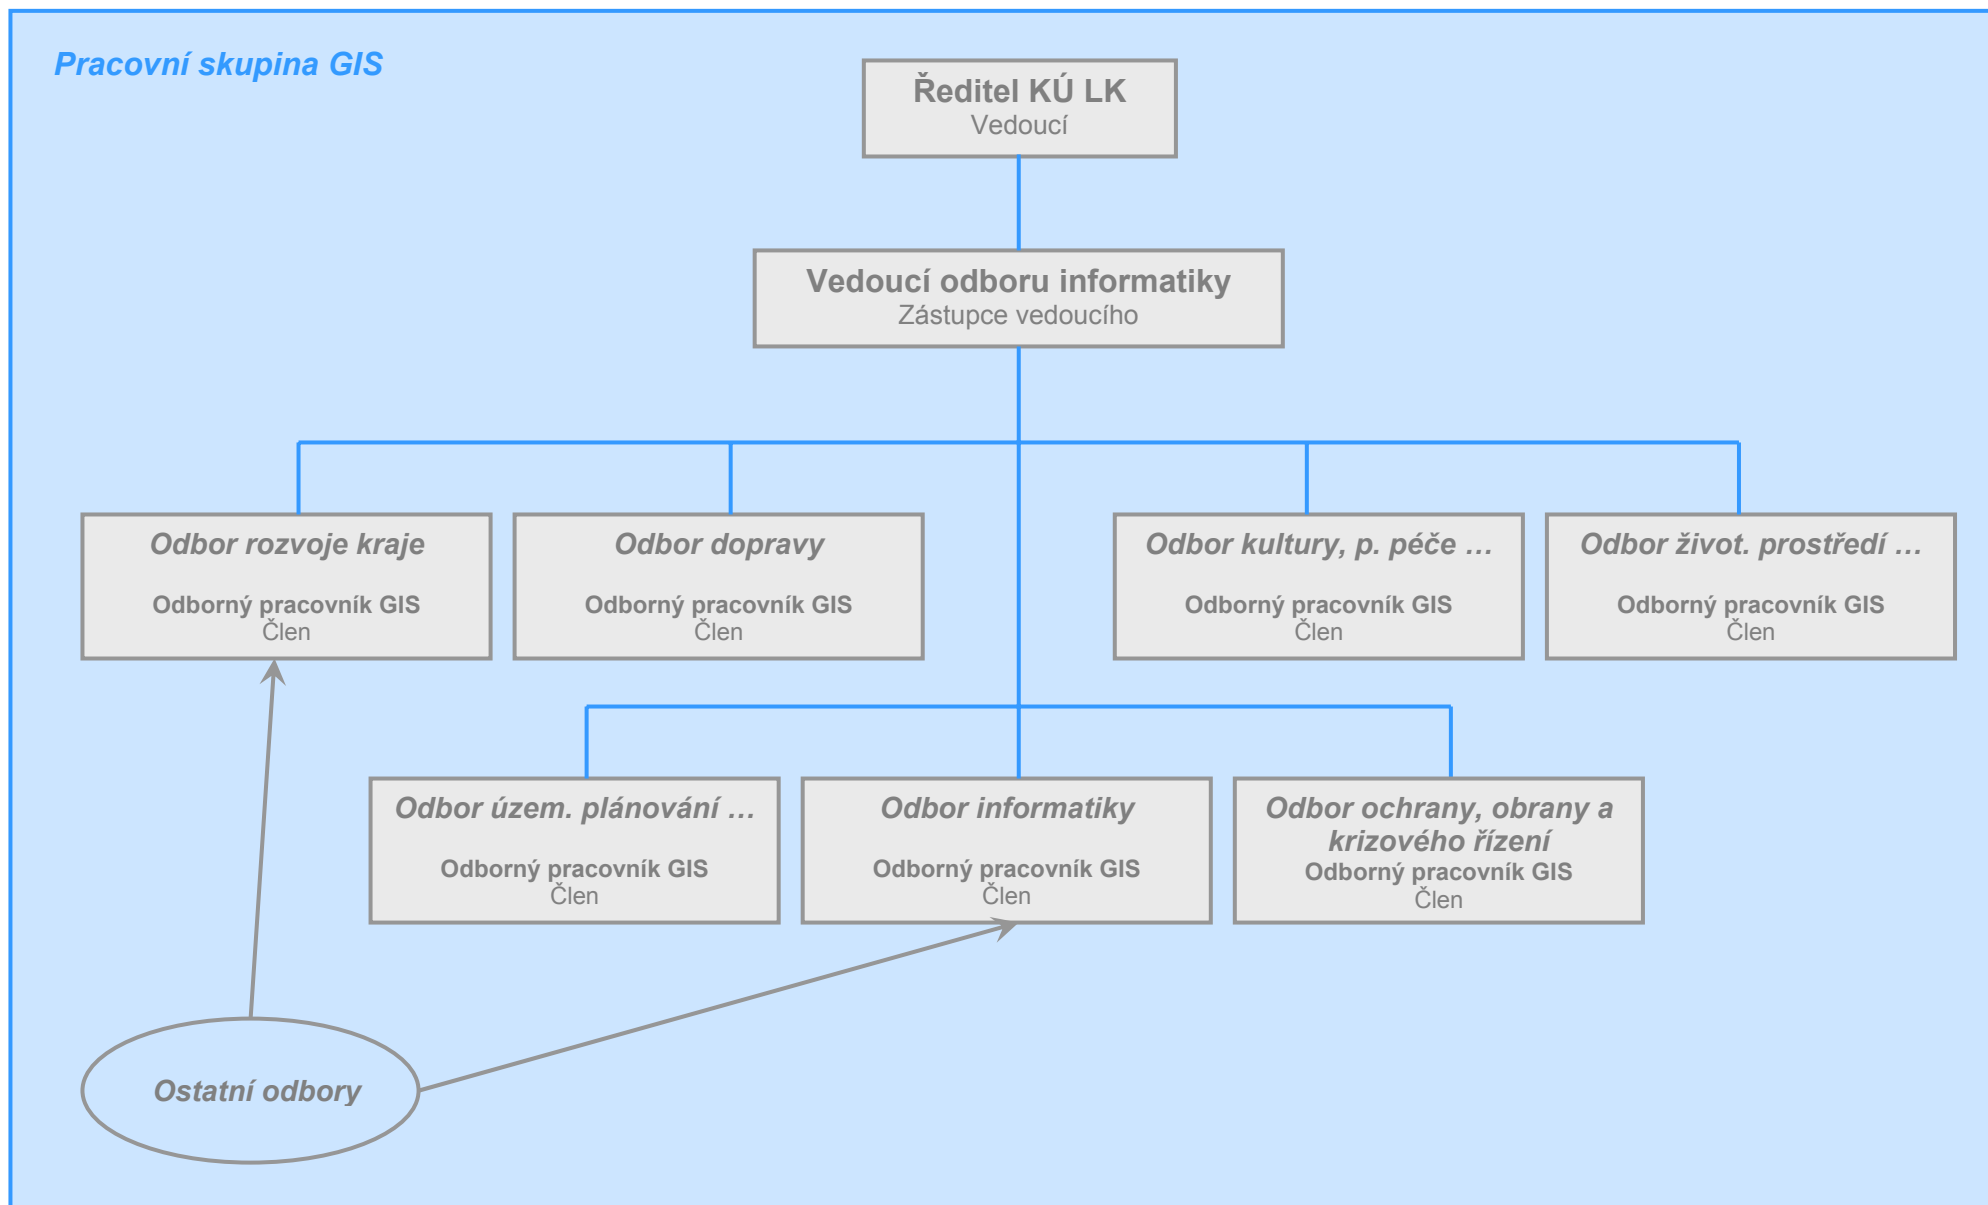 Pracovní skupina GIS
Ředitel KÚ LK
Vedoucí
Vedoucí odboru informatiky
Zástupce vedoucího
Odbor rozvoje kraje
Odborný pracovník GIS
Člen
Odbor dopravy
Odborný pracovník GIS
Člen
Odbor kultury, p. péče …
Odborný pracovník GIS
Člen
Odbor život. prostředí …
Odborný pracovník GIS
Člen
Odbor územ. plánování …
Odborný pracovník GIS
Člen
Odbor informatiky
Odborný pracovník GIS
Člen
Odbor ochrany, obrany a
krizového řízení
Odborný pracovník GIS
Člen
Ostatní odbory